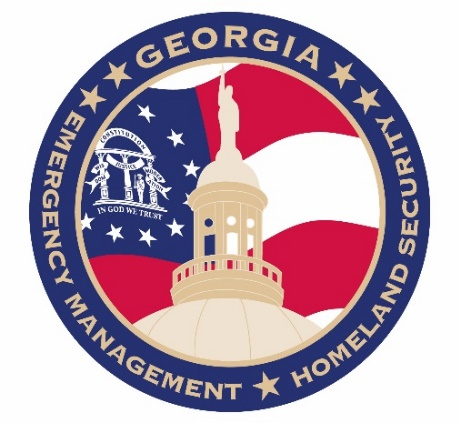 GEORGIA
EMERGENCY MANAGEMENT
HOMELAND SECURITY
CONSTITUTION
IN GOD WE TRUST